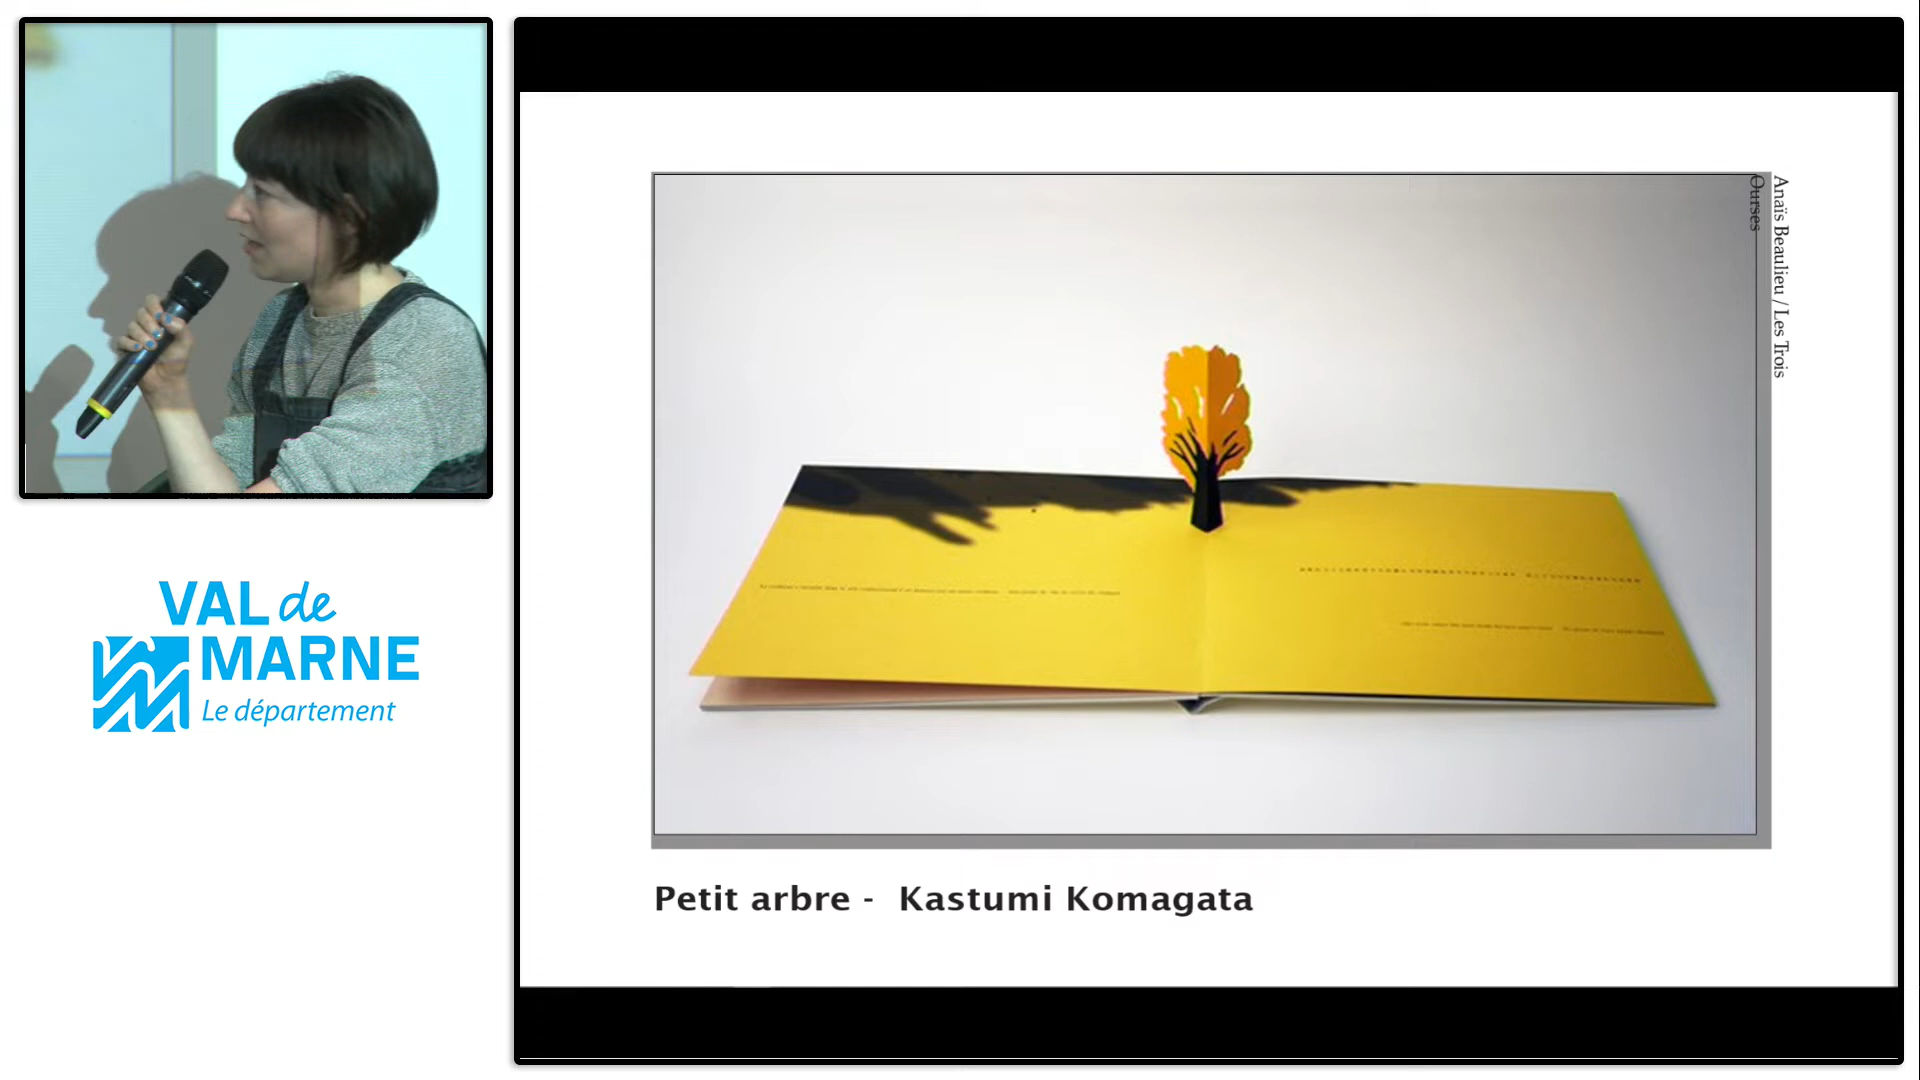 VAL de
MARNE
Le département
Anaïs Beaulieu / Les Trois
Ourses
Petit arbre - Kastumi Komagata